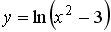 y = ln(x² − 3)